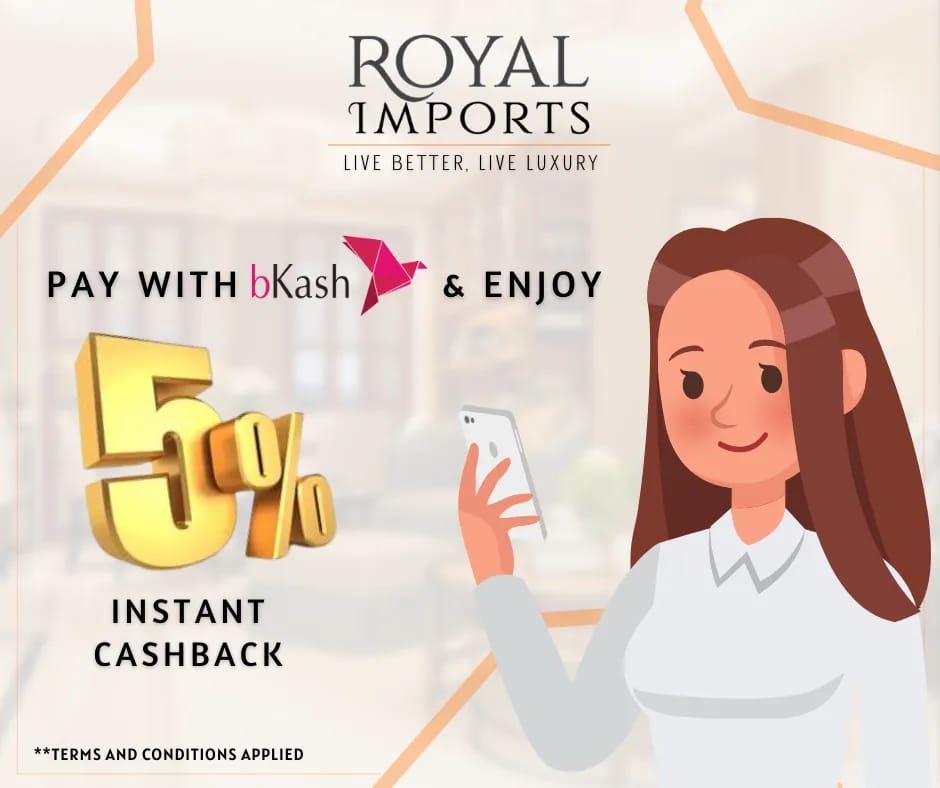 ROYAL
IMPORTS
LIVE BETTER, LIVE LUXURY
PAY WITH bKash & ENJOY
5%
INSTANT
CASHBACK
**TERMS AND CONDITIONS APPLIED